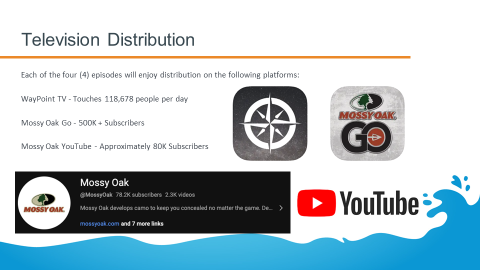 Television Distribution
Each of the four (4) episodes will enjoy distribution on the following platforms:
WayPoint TV - Touches 118,678 people per day
Mossy Oak Go - 500K + Subscribers
Mossy Oak YouTube - Approximately 80K Subscribers
MOSSY OAK
GO
Mossy Oak
@MossyOak 78.2K subscribers 2.3K videos
Mossy Oak develops camo to keep you concealed no matter the game. De...
mossyoak.com and 7 more links
MOSSY OAK
YouTube